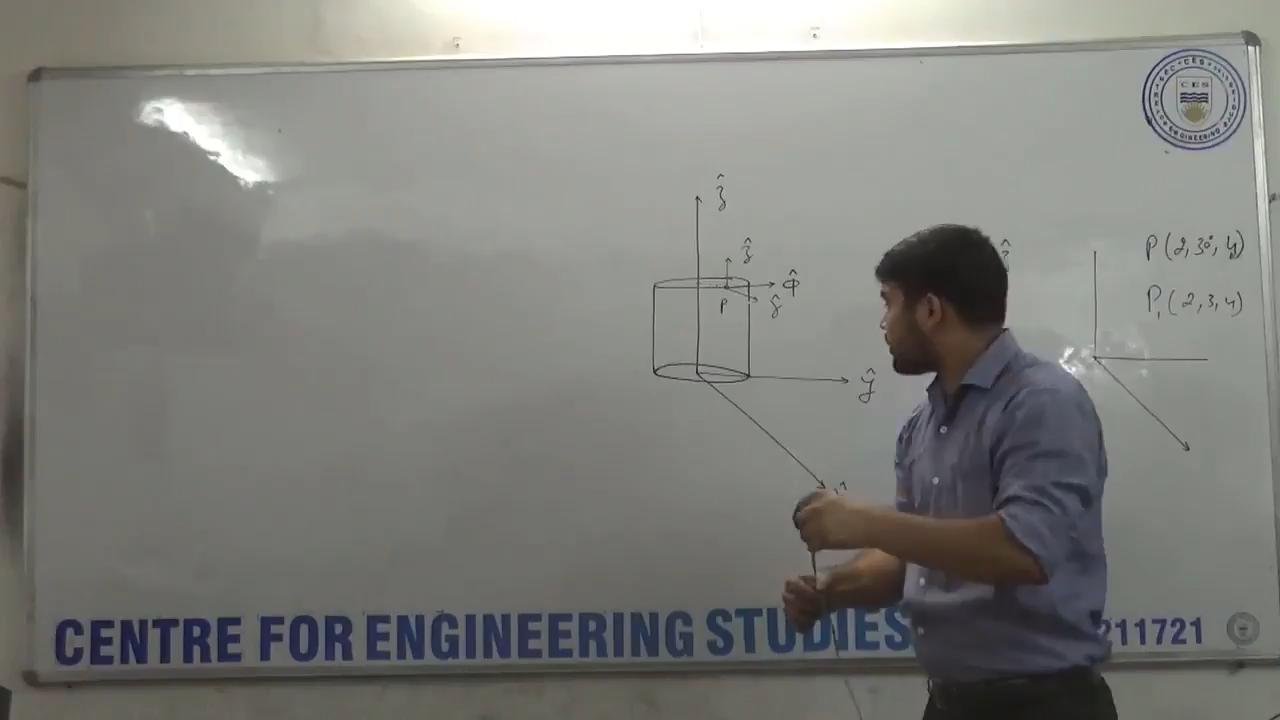 ẑ
ẑ
ϕ̂
P
ŷ
P(2,30°,4)
P₁(2,3,4)
CES
CENTRE FOR ENGINEERING STUDIES
211721